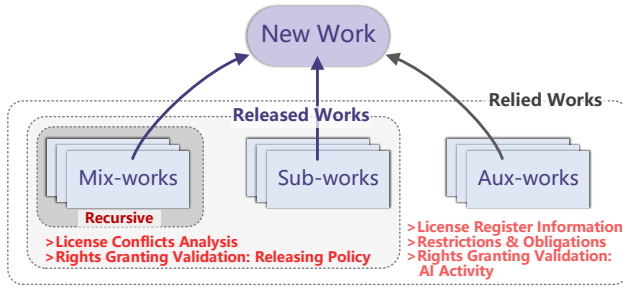 New Work
Relied Works
Released Works
Mix-works
Sub-works
Aux-works
Recursive
>License Conflicts Analysis
>Rights Granting Validation: Releasing Policy
>License Register Information
>Restrictions & Obligations
>Rights Granting Validation:
AI Activity